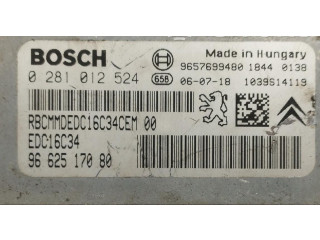 BOSCH
Made in Hungary
9657699480 1844 0138
0 281 012 524
658
06-07-18 1039S14119
RBCMMDEDC16C34CEM 00
EDC16C34
96 625 170 80